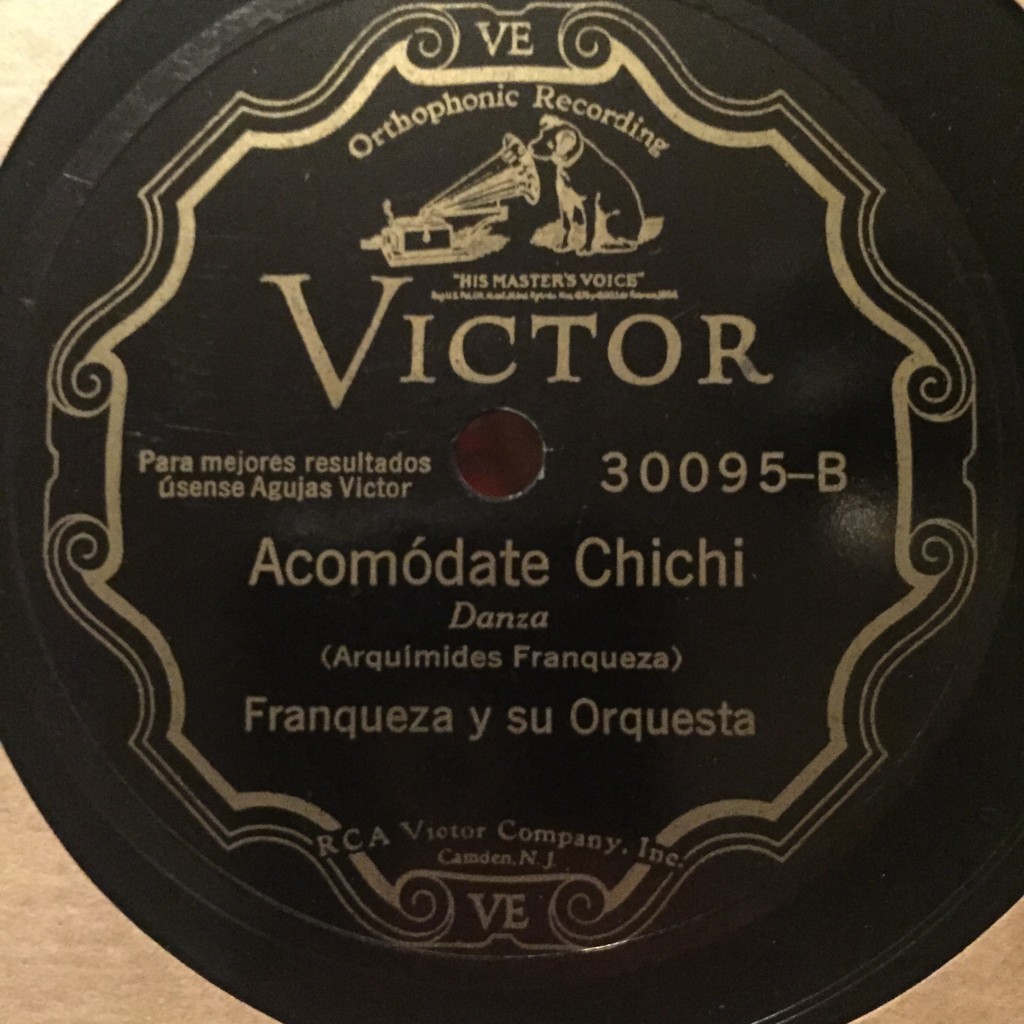 VE
Orthophonic Recording
"HIS MASTER'S VOICE"
VICTOR
Para mejores resultados
úsense Agujas Victor
30095-B
Acomódate Chichi
Danza
(Arquímides Franqueza)
Franqueza y su Orquesta
RCA Victor Company, Inc.
Camden, N.J.
VE